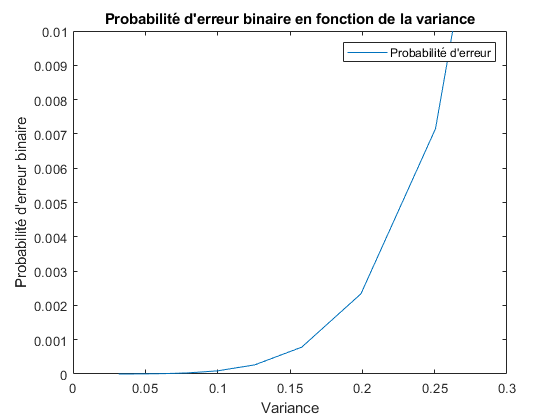 Probabilité d'erreur binaire en fonction de la variance
Probabilité d'erreur
Probabilité d'erreur binaire
0.01
0.009
0.008
0.007
0.006
0.005
0.004
0.003
0.002
0.001
0
0 0.05 0.1 0.15 0.2 0.25 0.3
Variance